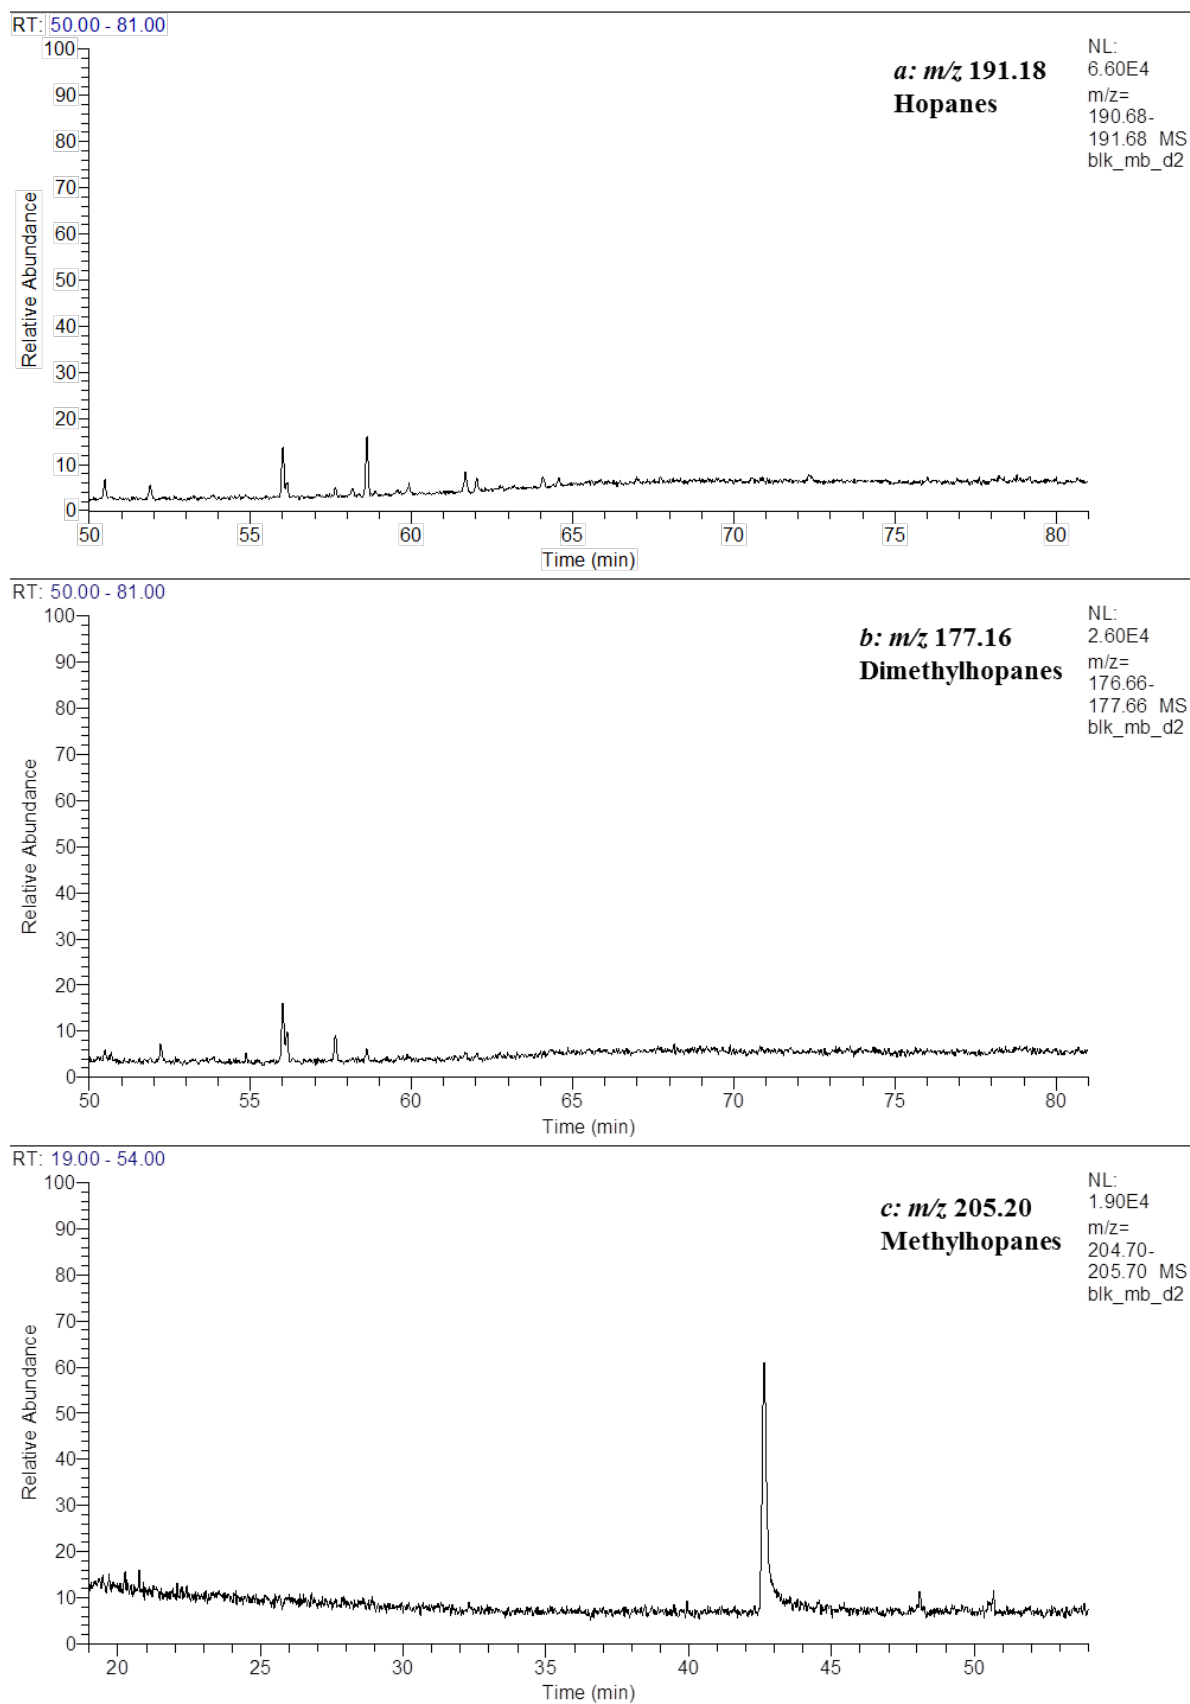 RT: 50.00 - 81.00
100
90
80
70
60
50
40
30
20
10
0
Relative Abundance
a: m/z 191.18
Hopanes
NL:
6.60E4
m/z=
190.68-
191.68 MS
blk_mb_d2
50 55 60 65 70 75 80
Time (min)
RT: 50.00 - 81.00
100
90
80
70
60
50
40
30
20
10
0
Relative Abundance
b: m/z 177.16
Dimethylhopanes
NL:
2.60E4
m/z=
176.66-
177.66 MS
blk_mb_d2
50 55 60 65 70 75 80
Time (min)
RT: 19.00 - 54.00
100
90
80
70
60
50
40
30
20
10
0
Relative Abundance
c: m/z 205.20
Methylhopanes
NL:
1.90E4
m/z=
204.70-
205.70 MS
blk_mb_d2
20 25 30 35 40 45 50
Time (min)